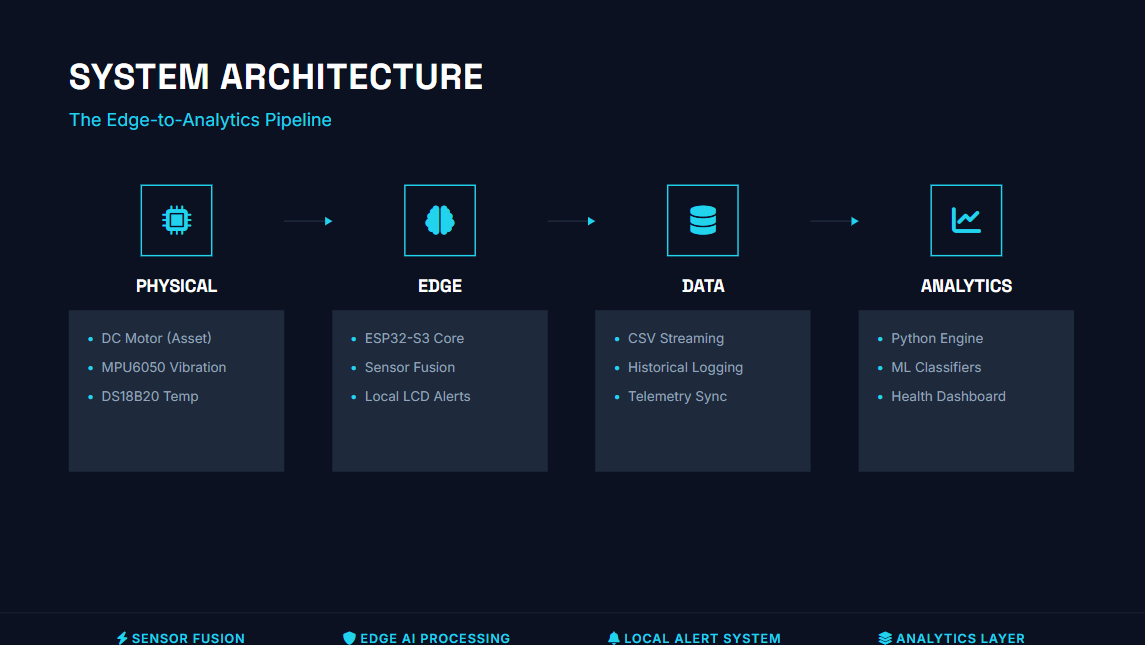 SYSTEM ARCHITECTURE
The Edge-to-Analytics Pipeline
PHYSICAL
DC Motor (Asset)
MPU6050 Vibration
DS18B20 Temp
EDGE
ESP32-S3 Core
Sensor Fusion
Local LCD Alerts
DATA
CSV Streaming
Historical Logging
Telemetry Sync
ANALYTICS
Python Engine
ML Classifiers
Health Dashboard
SENSOR FUSION
EDGE AI PROCESSING
LOCAL ALERT SYSTEM
ANALYTICS LAYER